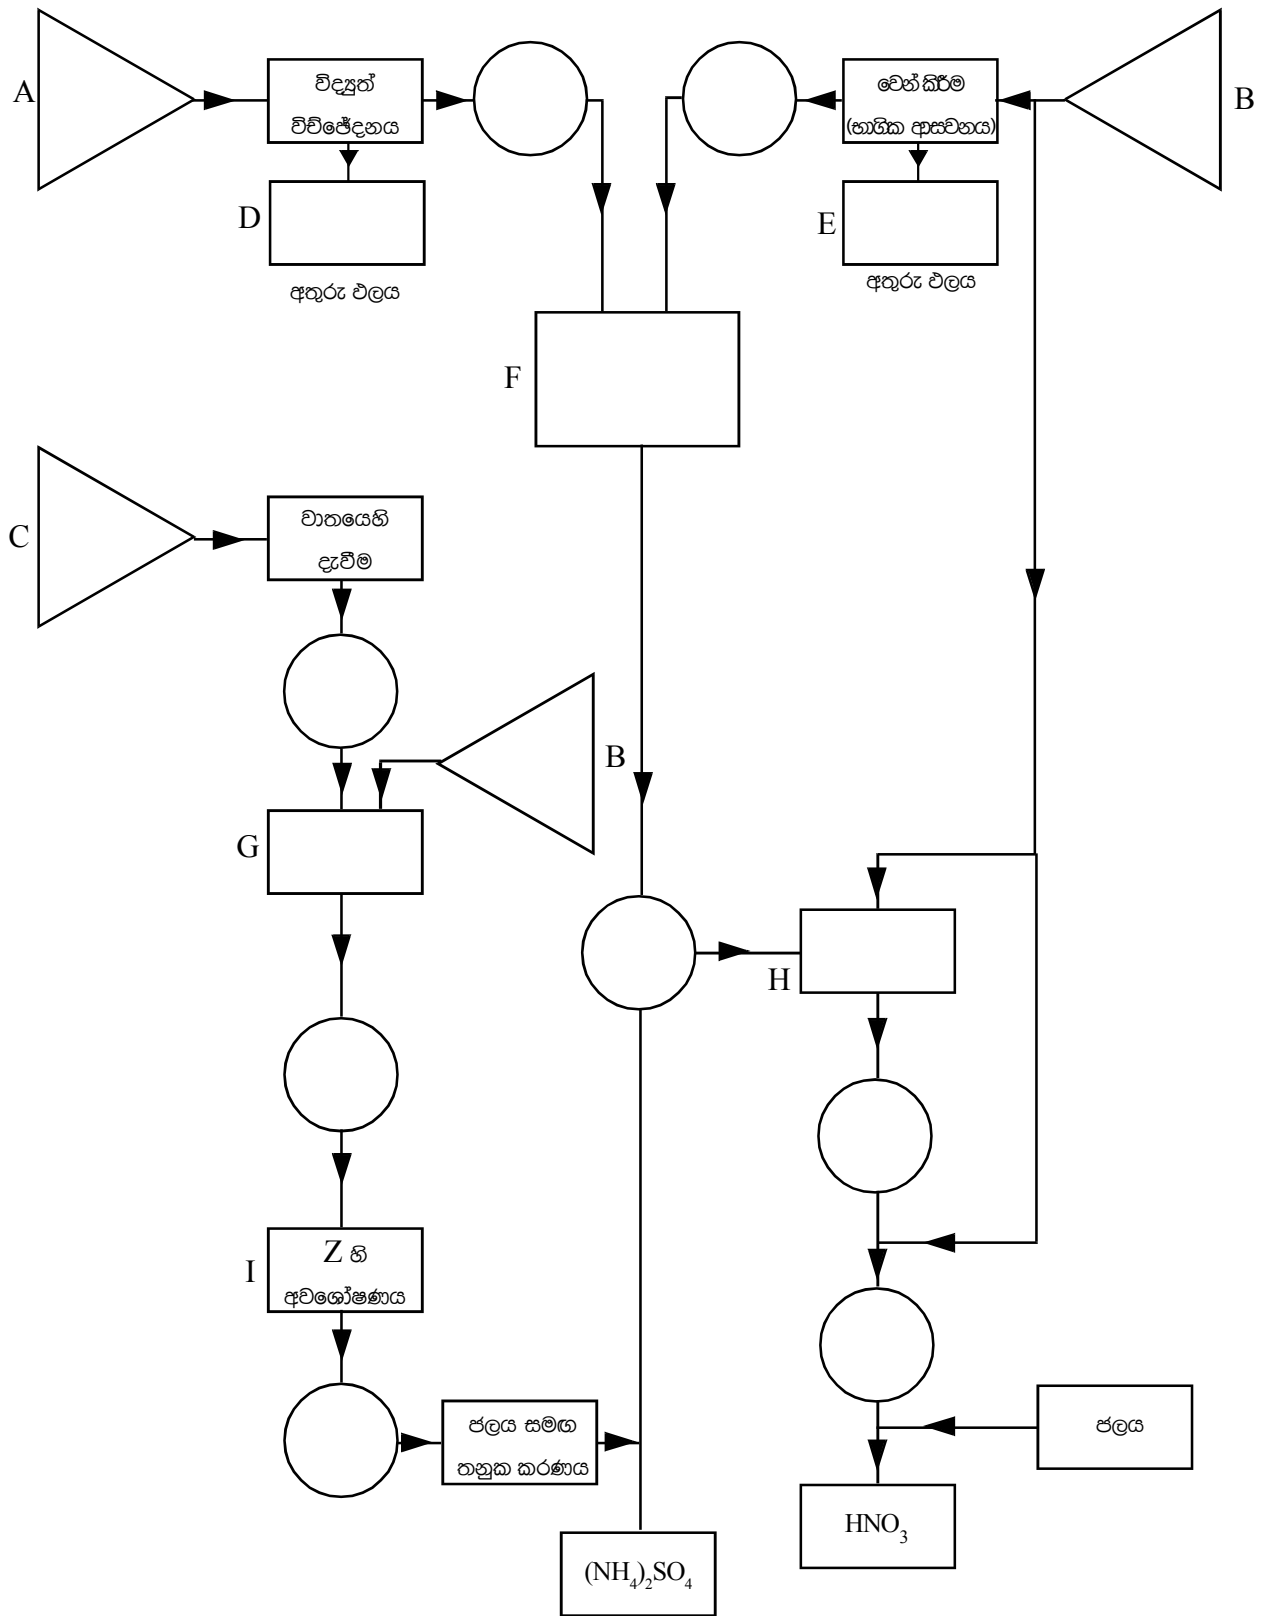 A
විද්‍යුත්
විච්ඡේදනය
වෙන්කිරීම
(භාගික ආසවනය)
B
D
අතුරු ඵලය
E
අතුරු ඵලය
F
C
වාතයෙහි
දැවීම
B
G
H
I
Z හි
අවශෝෂණය
ජලය සමඟ
තනුක කරණය
ජලය
HNO₃
(NH₄)₂SO₄